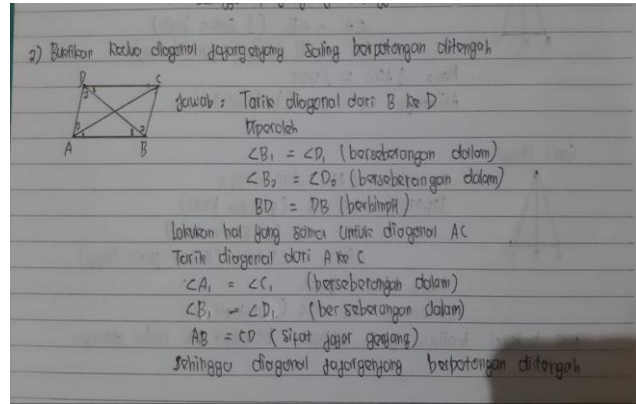 2) Buktikan kedua diagonal jajargenjang saling berpotongan ditengah
D C
A B
Jawab : Tarik diagonal dari B ke D
Diperoleh
∠B₁ = ∠D₁ (berseberangan dalam)
∠B₂ = ∠D₂ (berseberangan dalam)
BD = DB (berhimpit)
Lakukan hal yang sama untuk diagonal AC
Tarik diagonal dari A ke C
∠A₁ = ∠C₁ (berseberangan dalam)
∠B₁ = ∠D₁ (berseberangan dalam)
AB = CD (sifat jajar genjang)
Sehingga diagonal jajargenjang berpotongan ditengah